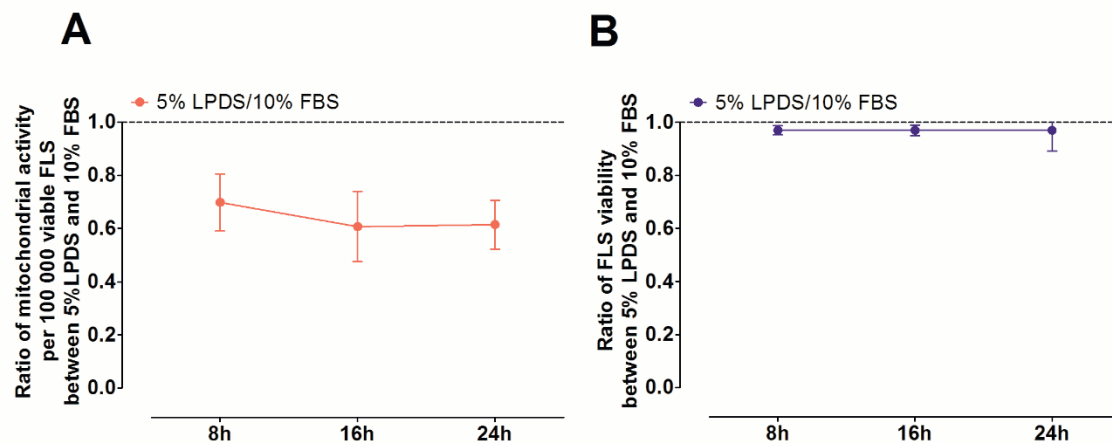 A
5% LPDS/10% FBS
Ratio of mitochondrial activity
per 100 000 viable FLS
between 5%LPDS and 10% FBS
1.0
0.8
0.6
0.4
0.2
0.0
8h
16h
24h
B
5% LPDS/10% FBS
Ratio of FLS viability
between 5% LPDS and 10% FBS
1.0
0.8
0.6
0.4
0.2
0.0
8h
16h
24h